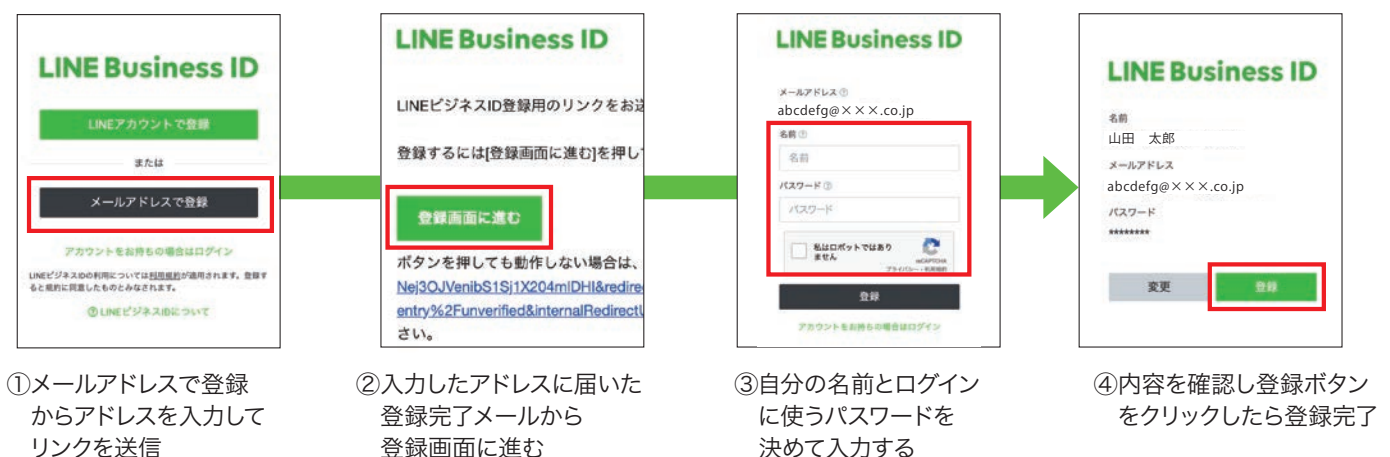 LINE Business ID
LINEアカウントで登録
または
メールアドレスで登録
アカウントをお持ちの場合はログイン
LINEビジネスIDの利用については利用規約が適用されます。登録す
ると規約に同意したものとみなされます。
LINEビジネスIDについて
①メールアドレスで登録
からアドレスを入力して
リンクを送信
LINE Business ID
LINEビジネスID登録用のリンクをお送
登録するには[登録画面に進む]を押し
登録画面に進む
ボタンを押しても動作しない場合は、
Nej3OJVenibS1Sj1X204mIDHI&redire
entry%2Funverified&internalRedirectU
さい。
②入力したアドレスに届いた
登録完了メールから
登録画面に進む
LINE Business ID
メールアドレス
abcdefg@×××.co.jp
名前
名前
パスワード
パスワード
私はロボットではあり
ません
reCAPTCHA
プライバシー - 利用規約
登録
アカウントをお持ちの場合はログイン
③自分の名前とログイン
に使うパスワードを
決めて入力する
LINE Business ID
名前
山田　太郎
メールアドレス
abcdefg@×××.co.jp
パスワード
********
変更
登録
④内容を確認し登録ボタン
をクリックしたら登録完了